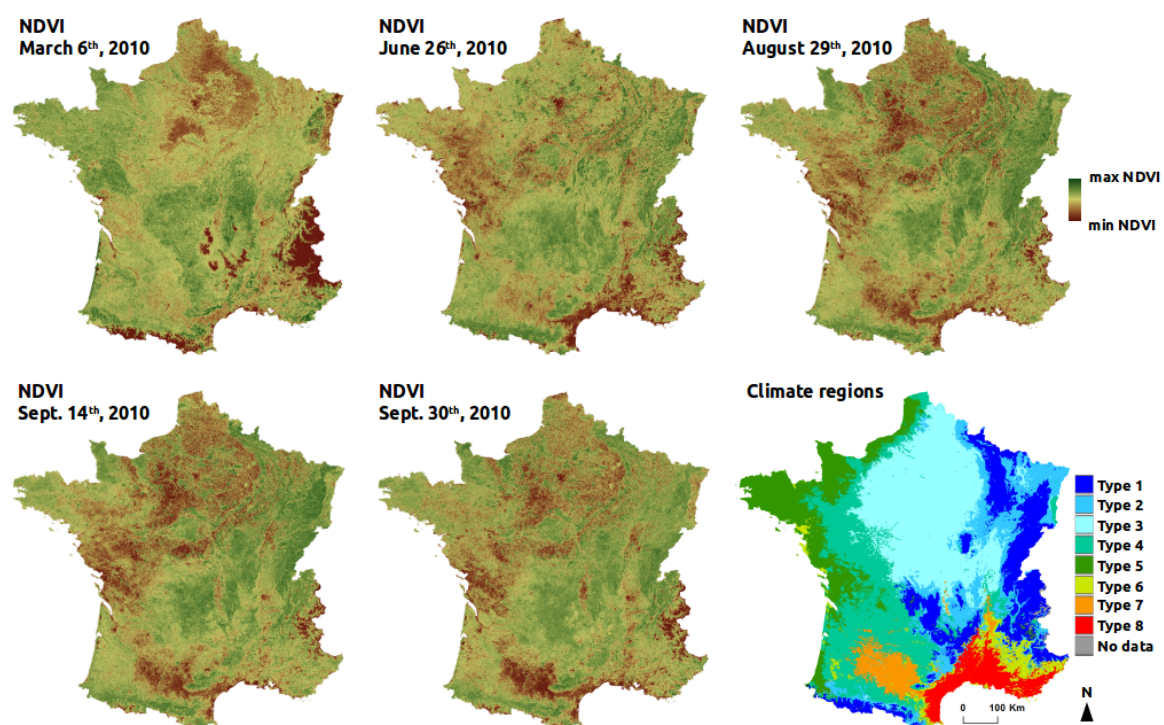 NDVI
March 6th, 2010
NDVI
June 26th, 2010
NDVI
August 29th, 2010
max NDVI
min NDVI
NDVI
Sept. 14th, 2010
NDVI
Sept. 30th, 2010
Climate regions
Type 1
Type 2
Type 3
Type 4
Type 5
Type 6
Type 7
Type 8
No data
N
0 100 Km